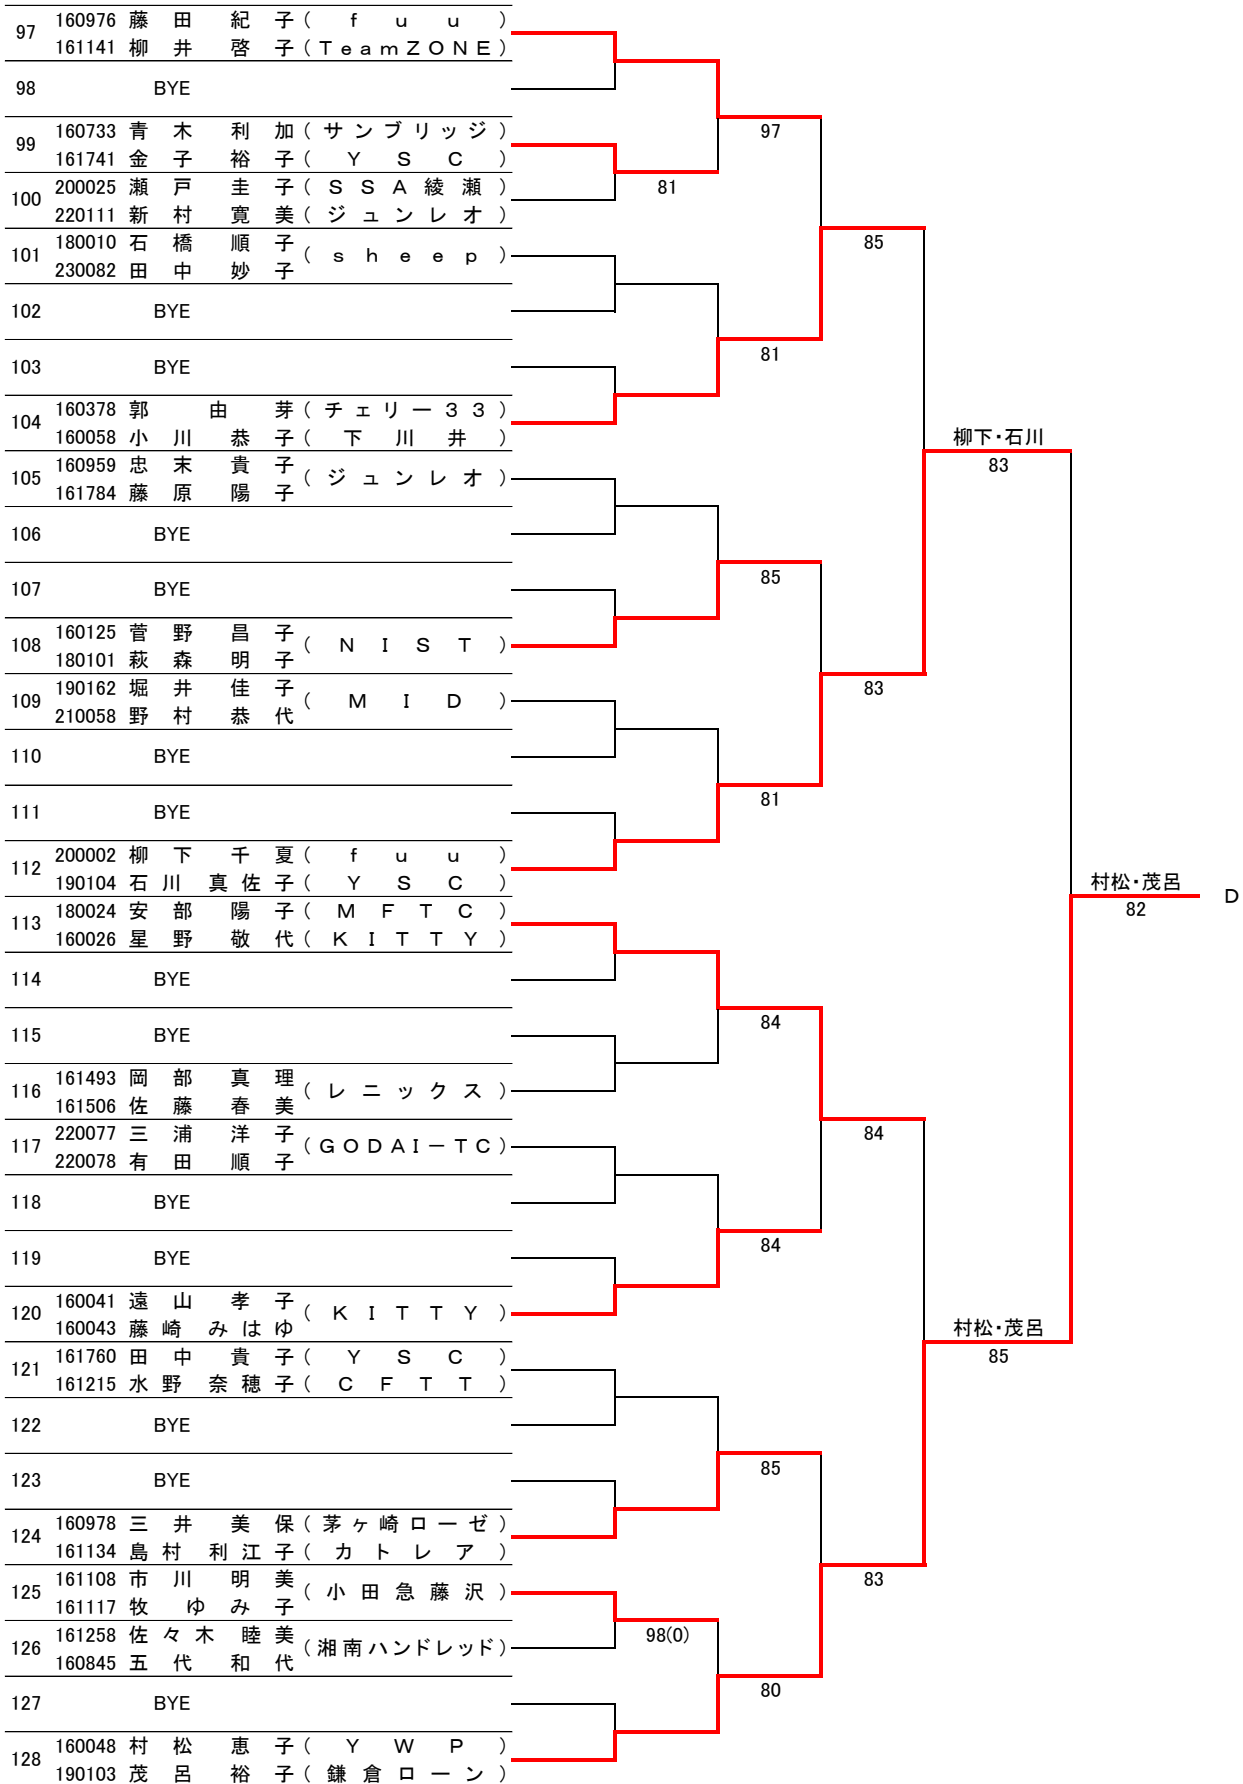 97 160976 藤田紀子(fuu)
161141 柳井啓子(TeamZONE)
98 BYE
99 160733 青木利加(サンブリッジ)
161741 金子裕子(YSC)
100 200025 瀬戸圭子(SSA綾瀬)
220111 新村寛美(ジュンレオ)
101 180010 石橋順子(sheep)
230082 田中妙子
102 BYE
103 BYE
104 160378 郭由芽(チェリー33)
160058 小川恭子(下川井)
105 160959 忠末貴子(ジュンレオ)
161784 藤原陽子
106 BYE
107 BYE
108 160125 菅野昌子(NIST)
180101 萩森明子
109 190162 堀井佳子(MID)
210058 野村恭代
110 BYE
111 BYE
112 200002 柳下千夏(fuu)
190104 石川真佐子(YSC)
113 180024 安部陽子(MFTC)
160026 星野敬代(KITTY)
114 BYE
115 BYE
116 161493 岡部真理(レニックス)
161506 佐藤春美
117 220077 三浦洋子(GODAI－TC)
220078 有田順子
118 BYE
119 BYE
120 160041 遠山孝子(KITTY)
160043 藤崎みはゆ
121 161760 田中貴子(YSC)
161215 水野奈穂子(CFTT)
122 BYE
123 BYE
124 160978 三井美保(茅ヶ崎ローゼ)
161134 島村利江子(カトレア)
125 161108 市川明美(小田急藤沢)
161117 牧ゆみ子
126 161258 佐々木睦美(湘南ハンドレッド)
160845 五代和代
127 BYE
128 160048 村松恵子(YWP)
190103 茂呂裕子(鎌倉ローン)
81
98(0)
97
81
85
81
84
84
85
80
85
83
84
83
柳下・石川
83
村松・茂呂
85
村松・茂呂
82
D